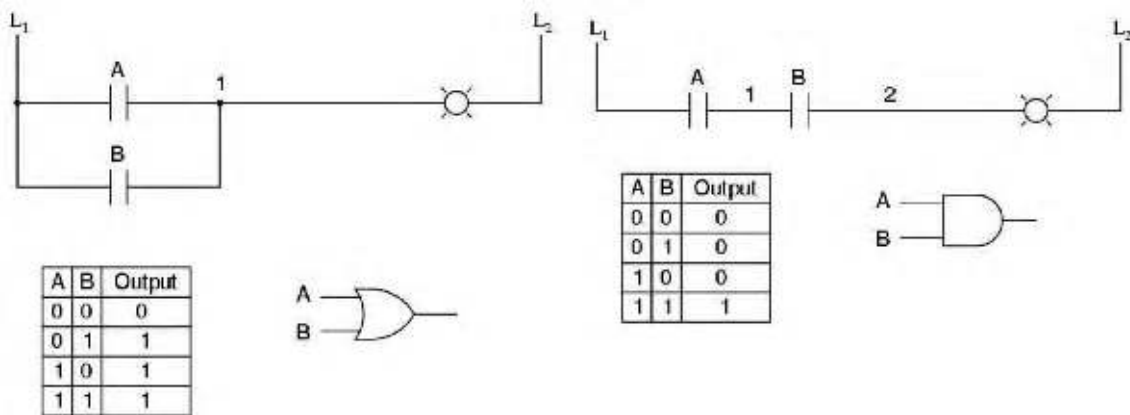 L1 L2
A
1
B
A B Output
0 0 0
0 1 1
1 0 1
1 1 1
A
B
L1 L2
A B
1 2
A B Output
0 0 0
0 1 0
1 0 0
1 1 1
A
B